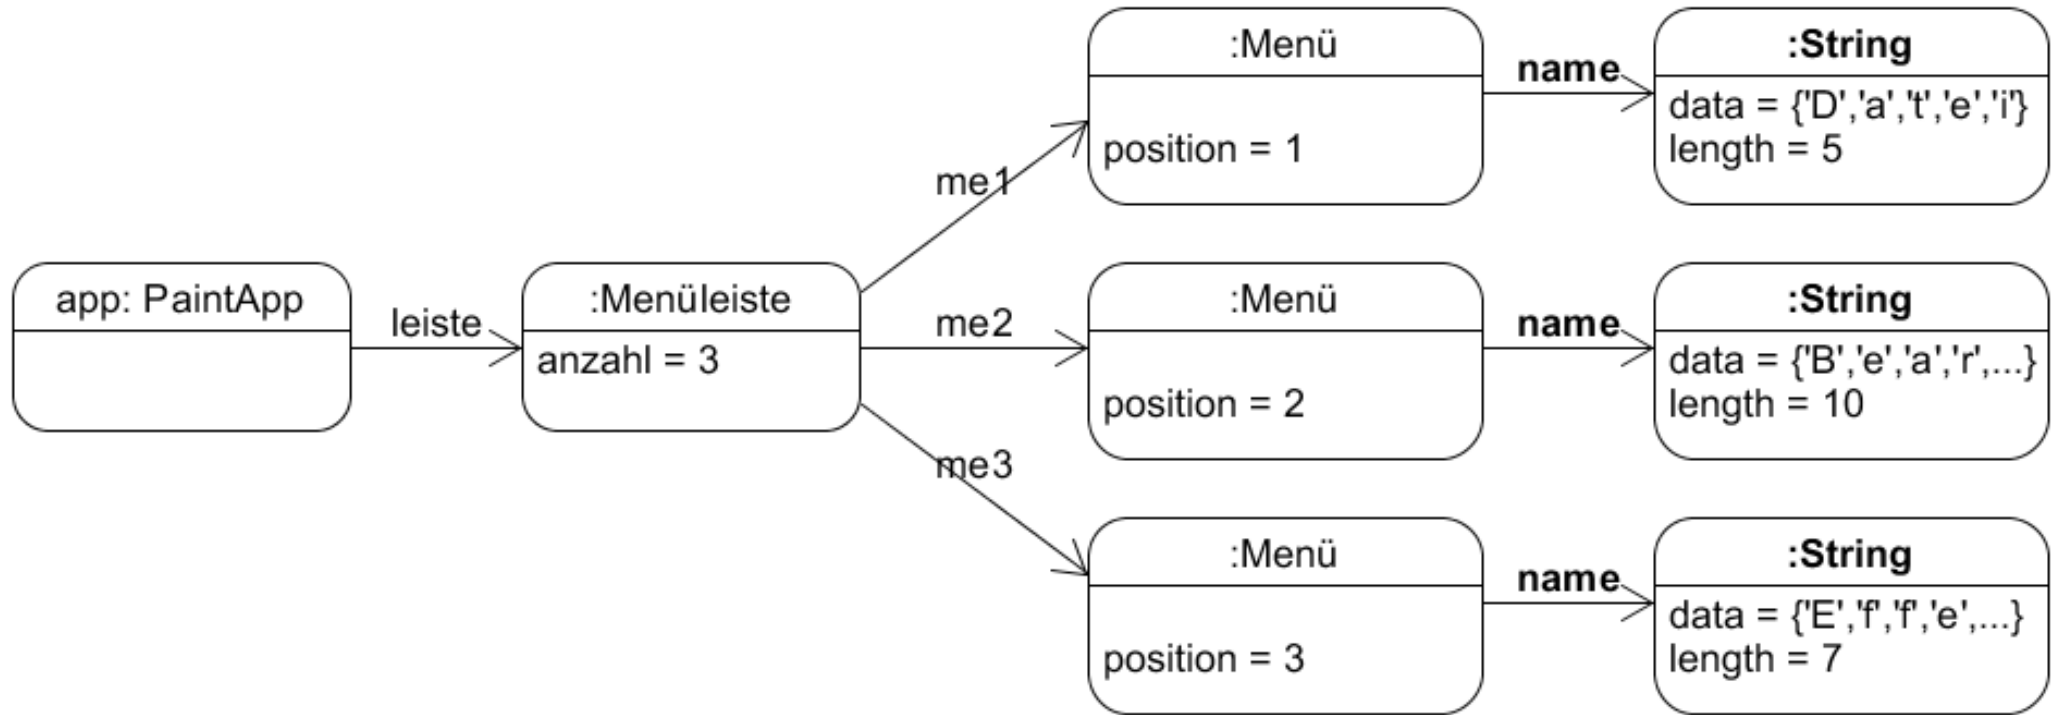 app: PaintApp
leiste
:Menüleiste
anzahl = 3
me1
:Menü
position = 1
name
:String
data = {'D','a','t','e','i'}
length = 5
me2
:Menü
position = 2
name
:String
data = {'B','e','a','r',...}
length = 10
me3
:Menü
position = 3
name
:String
data = {'E','f','f','e',...}
length = 7